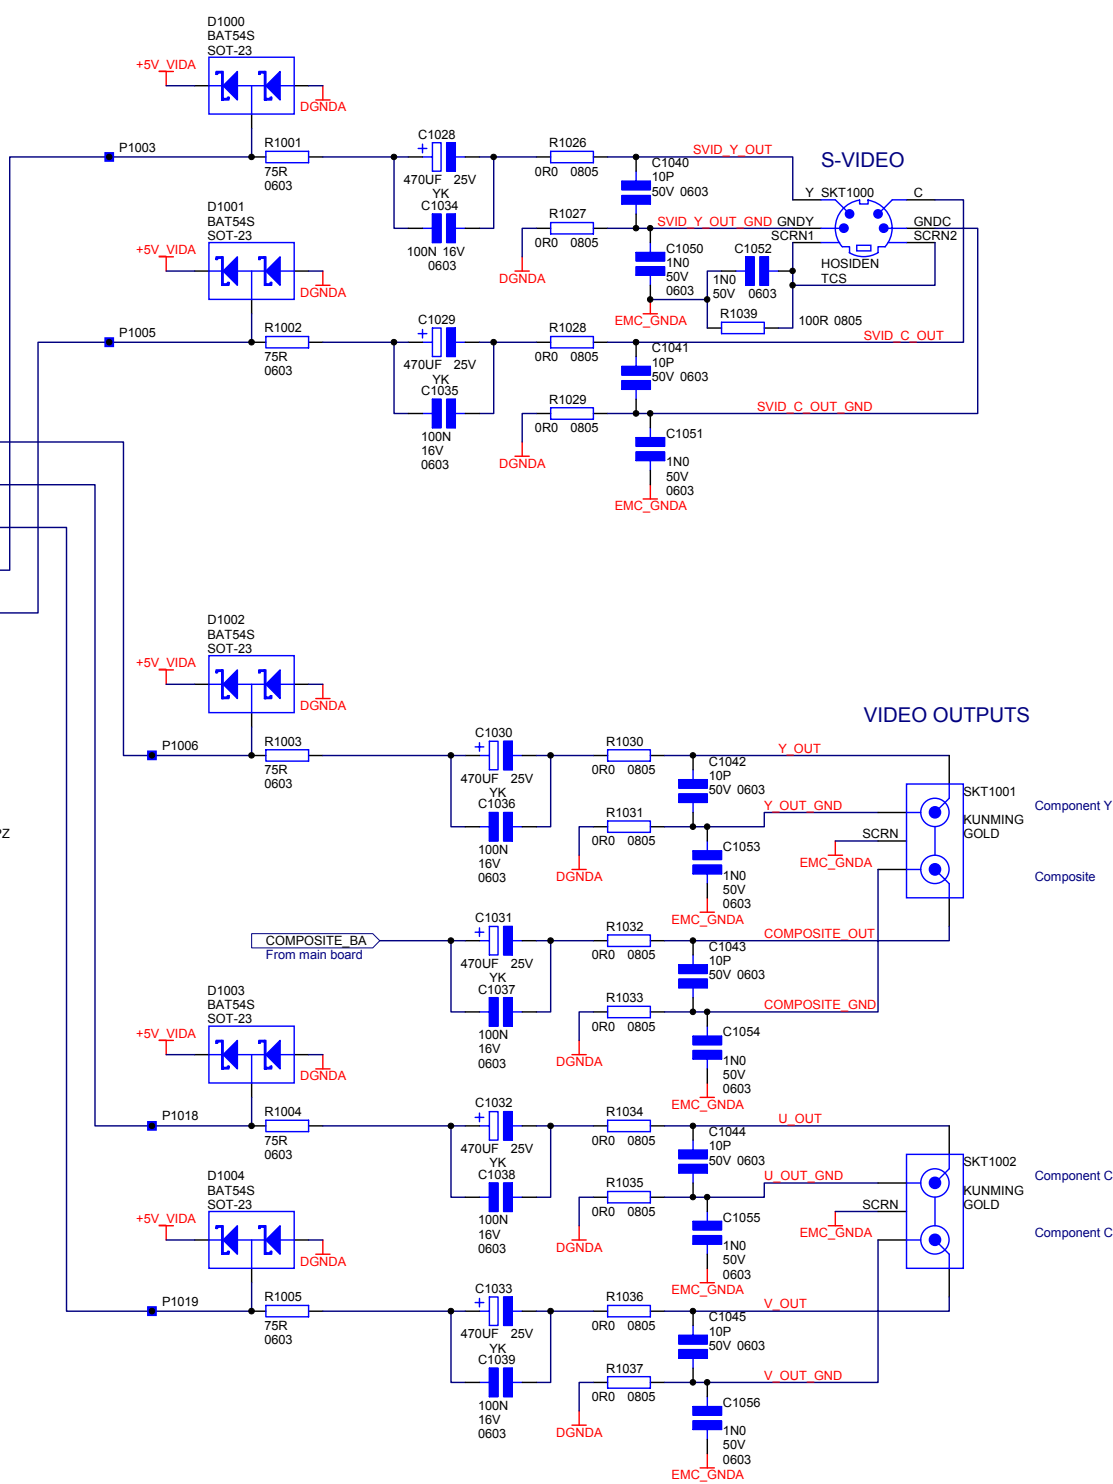 D1000
BAT54S
SOT-23
+5V_VIDA
DGNDA
P1003
R1001
75R
0603
C1028
470UF 25V
YK
C1034
100N 16V
0603
R1026
0R0 0805
SVID_Y_OUT
C1040
10P
50V 0603
S-VIDEO
Y SKT1000 C
R1027
0R0 0805
SVID_Y_OUT_GND GNDY GNDC
SCRN1 SCRN2
DGNDA
C1050
1N0
50V
0603
C1052
1N0
50V 0603
HOSIDEN
TCS
EMC_GNDA
R1039
100R 0805
D1001
BAT54S
SOT-23
+5V_VIDA
DGNDA
P1005
R1002
75R
0603
C1029
470UF 25V
YK
C1035
100N
16V
0603
R1028
0R0 0805
SVID_C_OUT
C1041
10P
50V 0603
R1029
0R0 0805
SVID_C_OUT_GND
DGNDA
C1051
1N0
50V
0603
EMC_GNDA
D1002
BAT54S
SOT-23
+5V_VIDA
DGNDA
VIDEO OUTPUTS
P1006
R1003
75R
0603
C1030
470UF 25V
YK
C1036
100N
16V
0603
R1030
0R0 0805
Y_OUT
C1042
10P
50V 0603
SKT1001
Component Y
KUNMING
GOLD
R1031
0R0 0805
Y_OUT_GND
SCRN
EMC_GNDA
PZ
DGNDA
C1053
1N0
50V
0603
EMC_GNDA
Composite
COMPOSITE_BA
From main board
C1031
470UF 25V
YK
C1037
100N
16V
0603
R1032
0R0 0805
COMPOSITE_OUT
C1043
10P
50V 0603
R1033
0R0 0805
COMPOSITE_GND
DGNDA
C1054
1N0
50V
0603
EMC_GNDA
D1003
BAT54S
SOT-23
+5V_VIDA
DGNDA
P1018
R1004
75R
0603
C1032
470UF 25V
YK
C1038
100N
16V
0603
R1034
0R0 0805
U_OUT
C1044
10P
50V 0603
SKT1002
Component C
KUNMING
GOLD
R1035
0R0 0805
U_OUT_GND
SCRN
EMC_GNDA
DGNDA
C1055
1N0
50V
0603
EMC_GNDA
Component C
D1004
BAT54S
SOT-23
+5V_VIDA
DGNDA
P1019
R1005
75R
0603
C1033
470UF 25V
YK
C1039
100N
16V
0603
R1036
0R0 0805
V_OUT
C1045
10P
50V 0603
R1037
0R0 0805
V_OUT_GND
DGNDA
C1056
1N0
50V
0603
EMC_GNDA